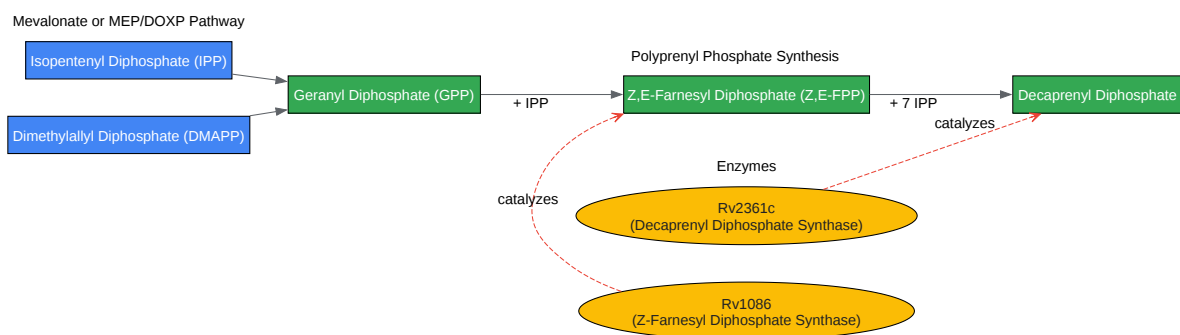 Mevalonate or MEP/DOXP Pathway
Isopentenyl Diphosphate (IPP)
Dimethylallyl Diphosphate (DMAPP)
Geranyl Diphosphate (GPP)
+ IPP
Polyprenyl Phosphate Synthesis
Z,E-Farnesyl Diphosphate (Z,E-FPP)
+ 7 IPP
Decaprenyl Diphosphate
catalyzes
catalyzes
Enzymes
Rv2361c
(Decaprenyl Diphosphate Synthase)
Rv1086
(Z-Farnesyl Diphosphate Synthase)